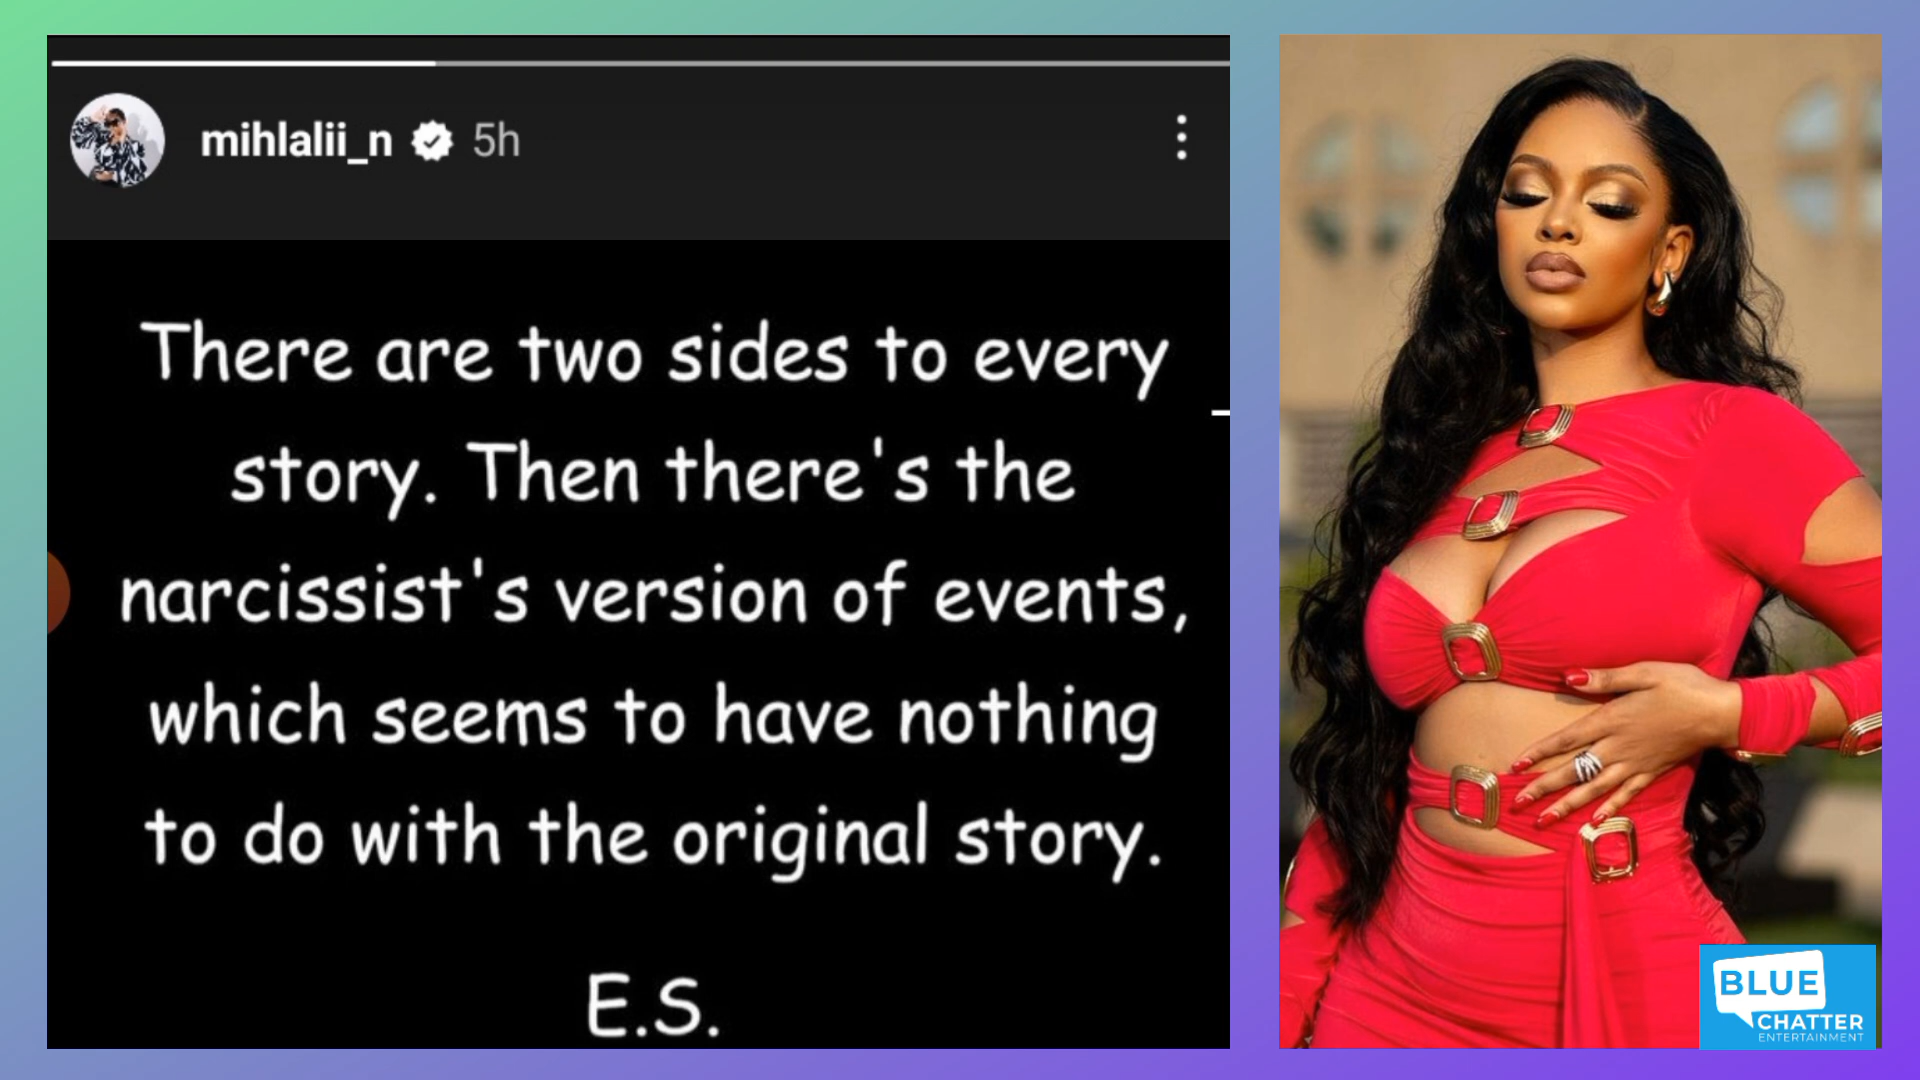 mihlalii_n 5h
There are two sides to every
story. Then there's the
narcissist's version of events,
which seems to have nothing
to do with the original story.
E.S.
BLUE
CHATTER
ENTERTAINMENT